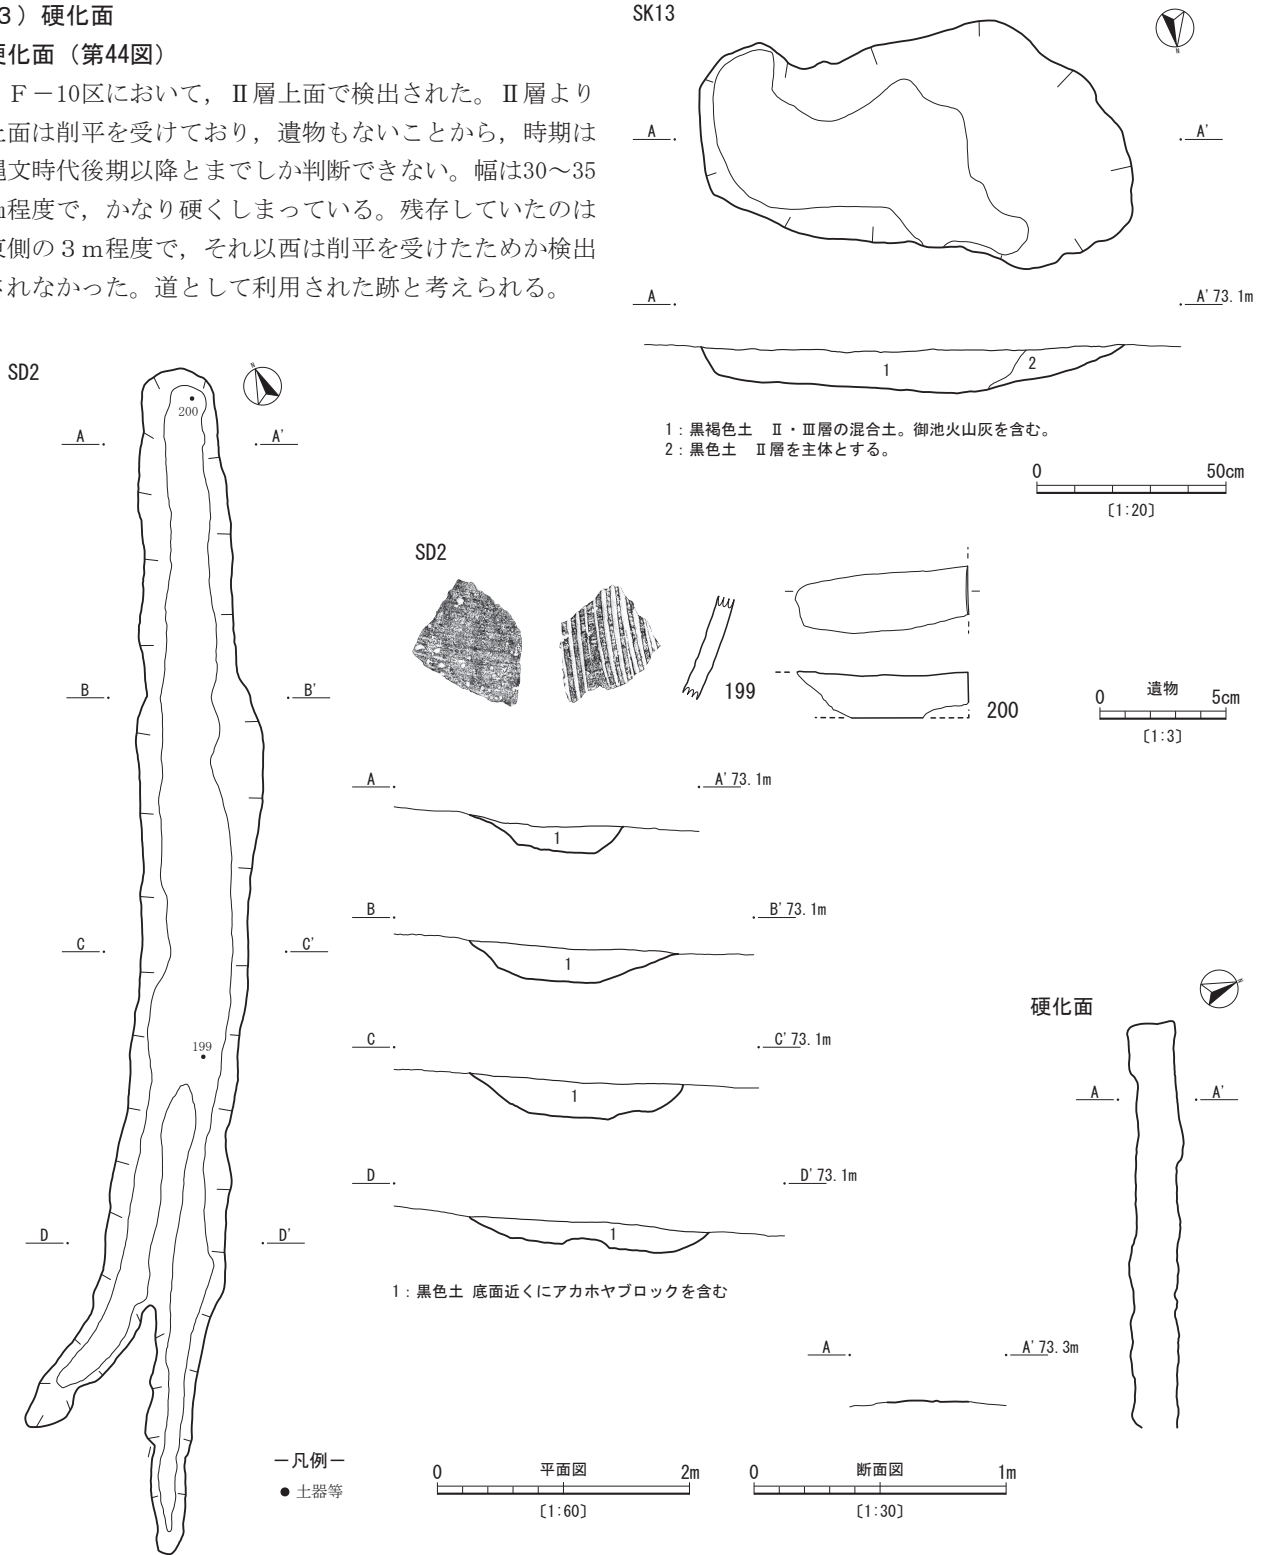 ３）硬化面
硬化面（第44図）
Ｆ－10区において，Ⅱ層上面で検出された。Ⅱ層より
上面は削平を受けており，遺物もないことから，時期は
縄文時代後期以降とまでしか判断できない。幅は30～35
㎝程度で，かなり硬くしまっている。残存していたのは
東側の３ｍ程度で，それ以西は削平を受けたためか検出
されなかった。道として利用された跡と考えられる。
SK13
A
A'
A
A' 73.1m
1
2
1：黒褐色土　Ⅱ・Ⅲ層の混合土。御池火山灰を含む。
2：黒色土　Ⅱ層を主体とする。
0 50cm
〔1:20〕
SD2
200
A
A'
B
B'
C
C'
199
D
D'
SD2
199
200
0 遺物 5cm
〔1:3〕
A
A' 73.1m
1
B
B' 73.1m
1
C
C' 73.1m
1
D
D' 73.1m
1
1：黒色土 底面近くにアカホヤブロックを含む
硬化面
A
A'
A
A' 73.3m
－凡例－
● 土器等
0 平面図 2m
〔1:60〕
0 断面図 1m
〔1:30〕